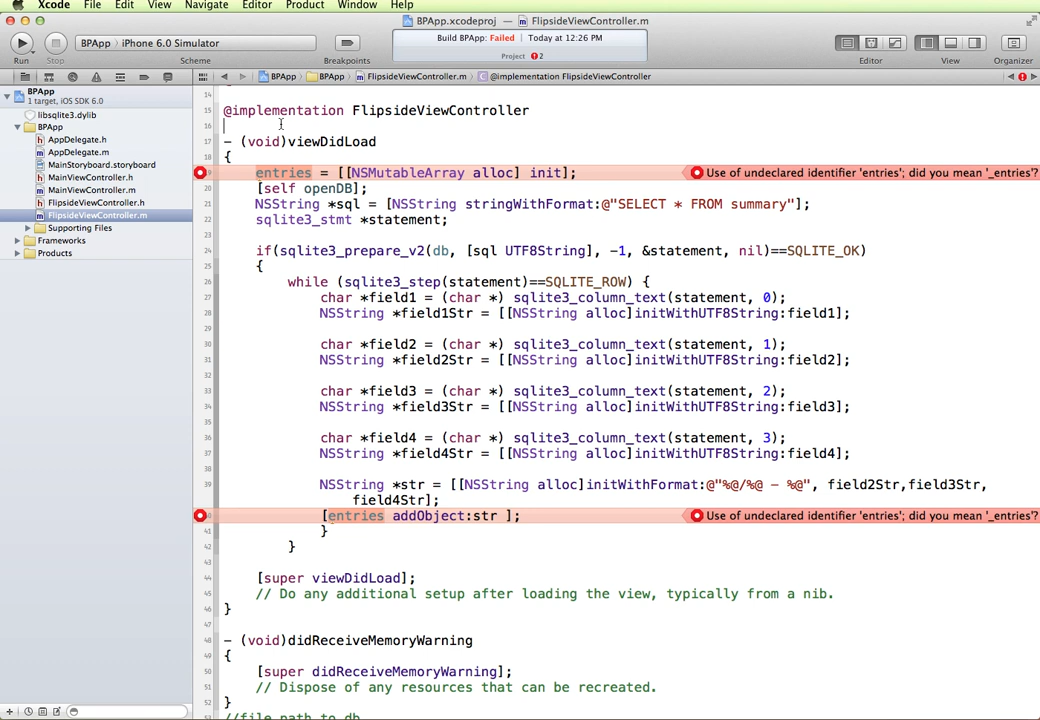 Xcode File Edit View Navigate Editor Product Window Help
BPApp.xcodeproj — FlipsideViewController.m
BPApp iPhone 6.0 Simulator
Build BPApp: Failed | Today at 12:26 PM
Project 2
Run Stop Scheme Breakpoints Editor View Organizer
BPApp BPApp FlipsideViewController.m @implementation FlipsideViewController
BPApp
1 target, iOS SDK 6.0
libsqlite3.dylib
BPApp
AppDelegate.h
AppDelegate.m
MainStoryboard.storyboard
MainViewController.h
MainViewController.m
FlipsideViewController.h
FlipsideViewController.m
Supporting Files
Frameworks
Products
14
15 @implementation FlipsideViewController
16
17 - (void)viewDidLoad
18 {
entries = [[NSMutableArray alloc] init]; Use of undeclared identifier 'entries'; did you mean '_entries'?
20 [self openDB];
21 NSString *sql = [NSString stringWithFormat:@"SELECT * FROM summary"];
22 sqlite3_stmt *statement;
23
24 if(sqlite3_prepare_v2(db, [sql UTF8String], -1, &statement, nil)==SQLITE_OK)
25 {
26 while (sqlite3_step(statement)==SQLITE_ROW) {
27 char *field1 = (char *) sqlite3_column_text(statement, 0);
28 NSString *field1Str = [[NSString alloc]initWithUTF8String:field1];
29
30 char *field2 = (char *) sqlite3_column_text(statement, 1);
31 NSString *field2Str = [[NSString alloc]initWithUTF8String:field2];
32
33 char *field3 = (char *) sqlite3_column_text(statement, 2);
34 NSString *field3Str = [[NSString alloc]initWithUTF8String:field3];
35
36 char *field4 = (char *) sqlite3_column_text(statement, 3);
37 NSString *field4Str = [[NSString alloc]initWithUTF8String:field4];
38
39 NSString *str = [[NSString alloc]initWithFormat:@"%@/%@ - %@", field2Str,field3Str,
field4Str];
[entries addObject:str ]; Use of undeclared identifier 'entries'; did you mean '_entries'?
41 }
42 }
43
44 [super viewDidLoad];
45 // Do any additional setup after loading the view, typically from a nib.
46 }
47
48 - (void)didReceiveMemoryWarning
49 {
50 [super didReceiveMemoryWarning];
51 // Dispose of any resources that can be recreated.
52 }
53 //file path to db